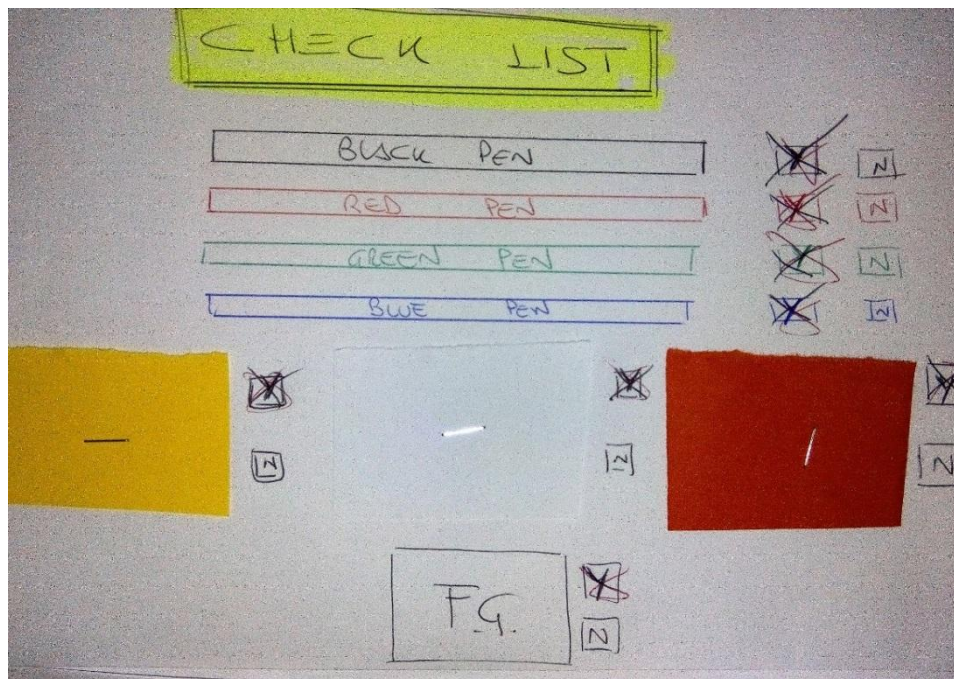 CHECK LIST.
BLACK PEN N
RED PEN N
GREEN PEN N
BLUE PEN N
N N N
F.G.
N